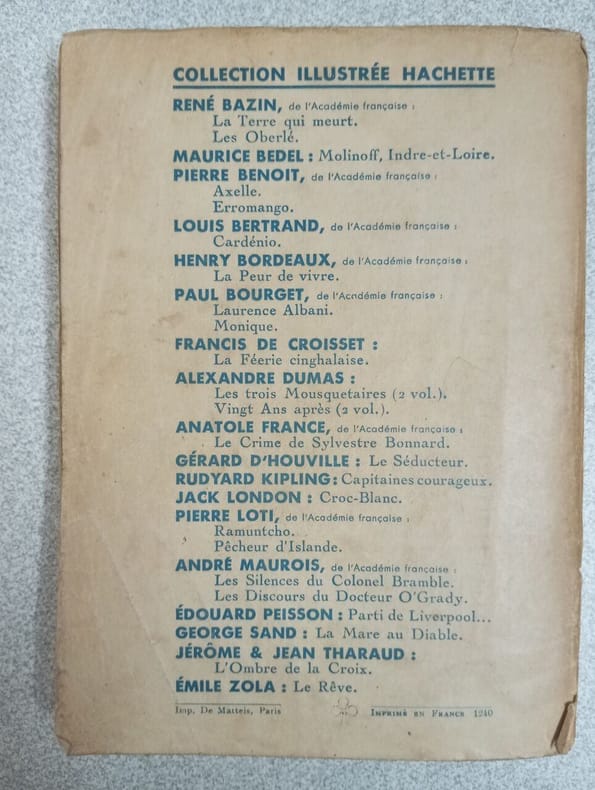 COLLECTION ILLUSTRÉE HACHETTE
RENÉ BAZIN, de l'Académie française :
La Terre qui meurt.
Les Oberlé.
MAURICE BEDEL : Molinoff, Indre-et-Loire.
PIERRE BENOIT, de l'Académie française :
Axelle.
Erromango.
LOUIS BERTRAND, de l'Académie française :
Cardénio.
HENRY BORDEAUX, de l'Académie française :
La Peur de vivre.
PAUL BOURGET, de l'Académie française :
Laurence Albani.
Monique.
FRANCIS DE CROISSET :
La Féerie cinghalaise.
ALEXANDRE DUMAS :
Les trois Mousquetaires (2 vol.).
Vingt Ans après (2 vol.).
ANATOLE FRANCE, de l'Académie française :
Le Crime de Sylvestre Bonnard.
GÉRARD D'HOUVILLE : Le Séducteur.
RUDYARD KIPLING : Capitaines courageux.
JACK LONDON : Croc-Blanc.
PIERRE LOTI, de l'Académie française :
Ramuntcho.
Pêcheur d'Islande.
ANDRÉ MAUROIS, de l'Académie française :
Les Silences du Colonel Bramble.
Les Discours du Docteur O'Grady.
ÉDOUARD PEISSON : Parti de Liverpool...
GEORGE SAND : La Mare au Diable.
JÉRÔME & JEAN THARAUD :
L'Ombre de la Croix.
ÉMILE ZOLA : Le Rêve.
Imp. De Matteis, Paris IMPRIMÉ EN FRANCE 1940